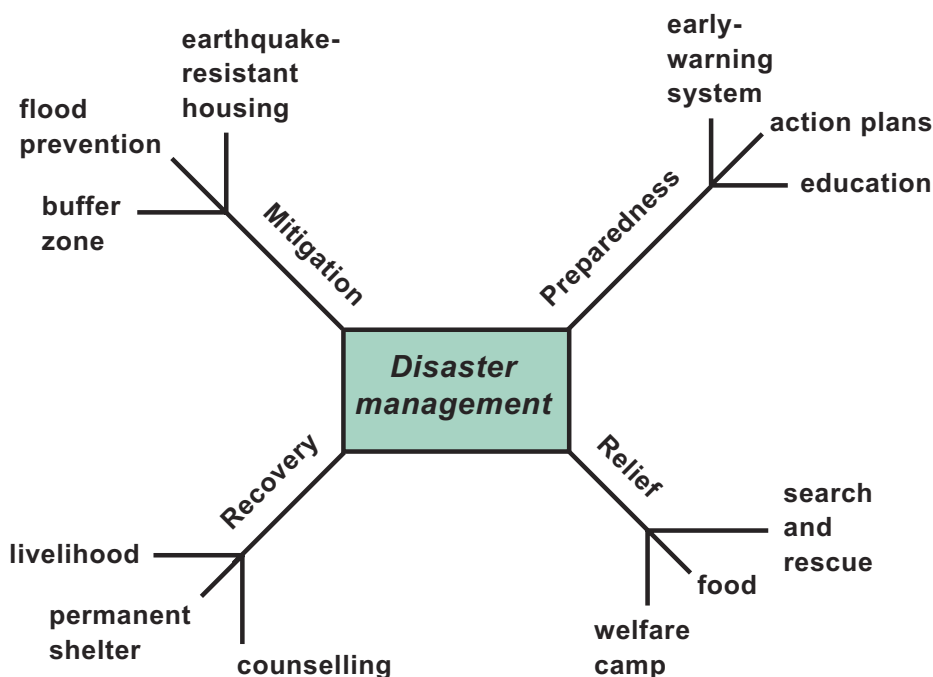 earthquake-
resistant
housing
flood
prevention
buffer
zone
Mitigation
early-
warning
system
action plans
education
Preparedness
Disaster
management
Recovery
livelihood
permanent
shelter
counselling
Relief
search
and
rescue
food
welfare
camp